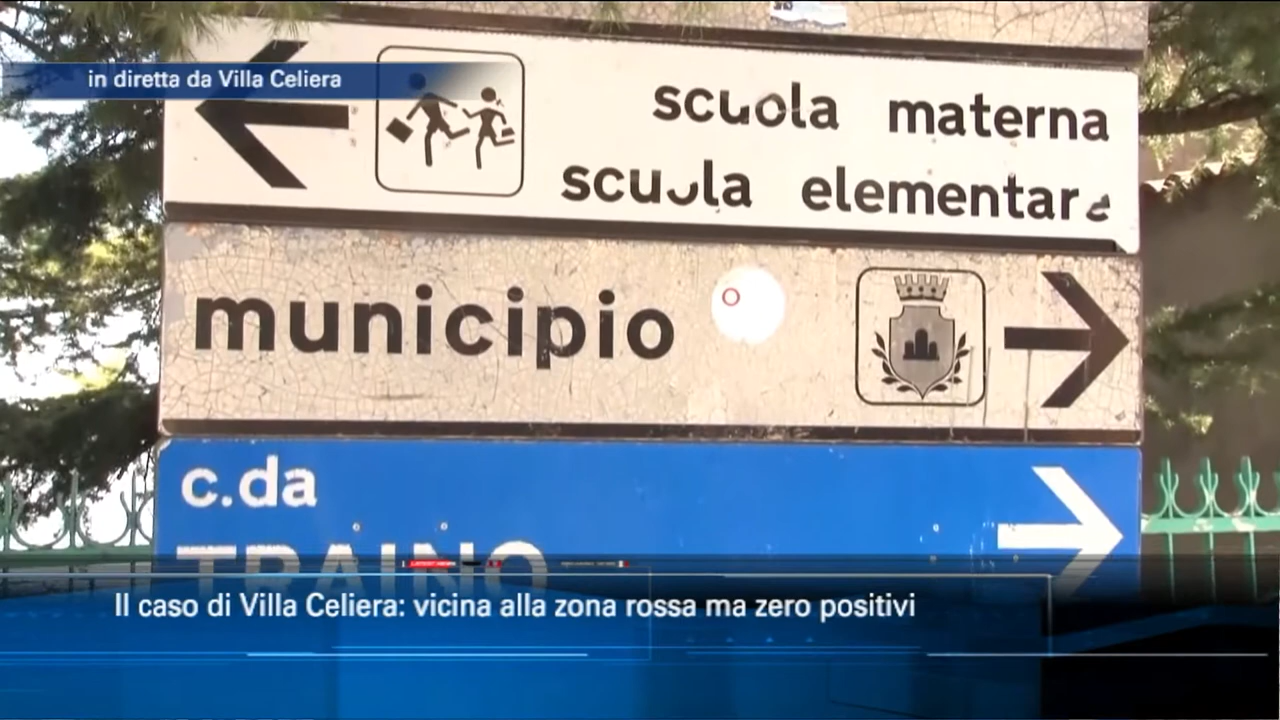 in diretta da Villa Celiera
scuola materna
scuola elementare
municipio
c.da
TRAINO
Il caso di Villa Celiera: vicina alla zona rossa ma zero positivi